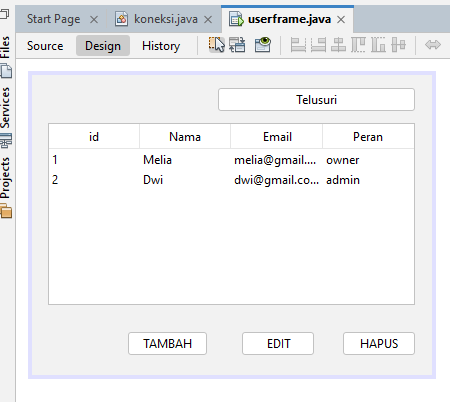 Start Page koneksi.java userframe.java
Source Design History
Files
Services
Projects
Telusuri
id Nama Email Peran
1 Melia melia@gmail.... owner
2 Dwi dwi@gmail.co... admin
TAMBAH EDIT HAPUS